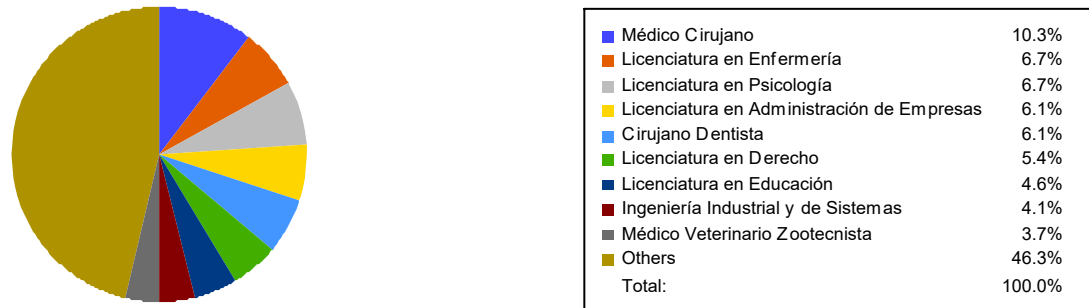 Médico Cirujano 10.3%
Licenciatura en Enfermería 6.7%
Licenciatura en Psicología 6.7%
Licenciatura en Administración de Empresas 6.1%
Cirujano Dentista 6.1%
Licenciatura en Derecho 5.4%
Licenciatura en Educación 4.6%
Ingeniería Industrial y de Sistemas 4.1%
Médico Veterinario Zootecnista 3.7%
Others 46.3%
Total: 100.0%